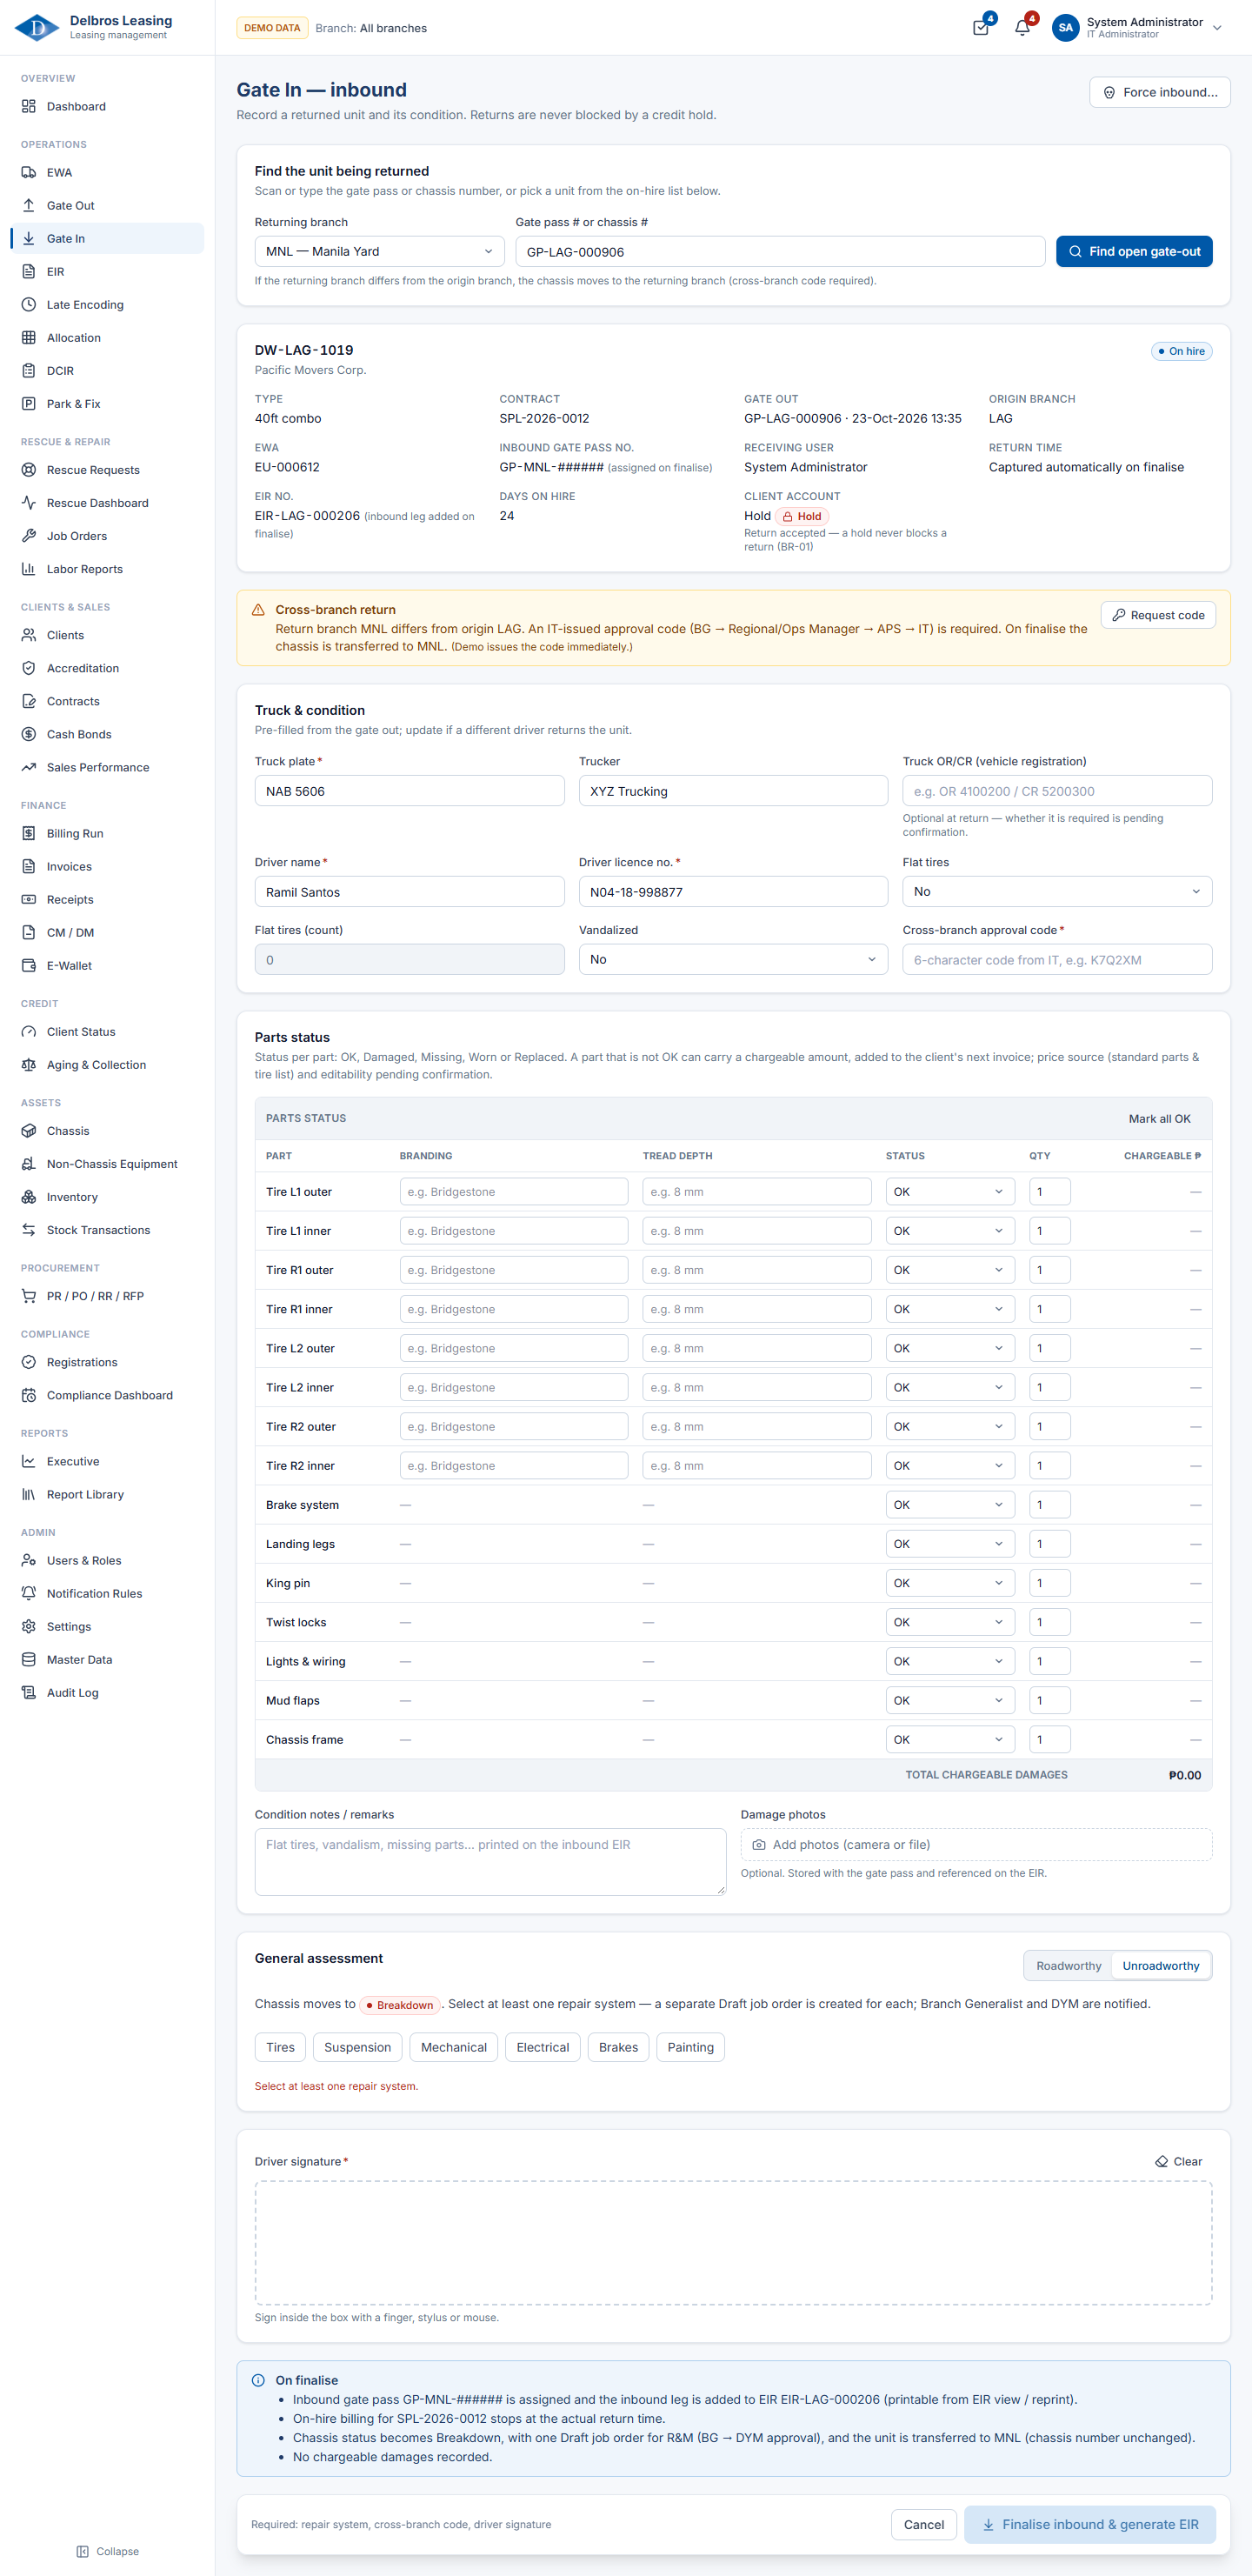 Delbros Leasing
Leasing management
OVERVIEW
Dashboard
OPERATIONS
EWA
Gate Out
Gate In
EIR
Late Encoding
Allocation
DCIR
Park & Fix
RESCUE & REPAIR
Rescue Requests
Rescue Dashboard
Job Orders
Labor Reports
CLIENTS & SALES
Clients
Accreditation
Contracts
Cash Bonds
Sales Performance
FINANCE
Billing Run
Invoices
Receipts
CM / DM
E-Wallet
CREDIT
Client Status
Aging & Collection
ASSETS
Chassis
Non-Chassis Equipment
Inventory
Stock Transactions
PROCUREMENT
PR / PO / RR / RFP
COMPLIANCE
Registrations
Compliance Dashboard
REPORTS
Executive
Report Library
ADMIN
Users & Roles
Notification Rules
Settings
Master Data
Audit Log
Collapse
DEMO DATA Branch: All branches
4
4
SA
System Administrator
IT Administrator
Gate In — inbound
Record a returned unit and its condition. Returns are never blocked by a credit hold.
Force inbound...
Find the unit being returned
Scan or type the gate pass or chassis number, or pick a unit from the on-hire list below.
Returning branch Gate pass # or chassis #
MNL — Manila Yard GP-LAG-000906 Find open gate-out
If the returning branch differs from the origin branch, the chassis moves to the returning branch (cross-branch code required).
DW-LAG-1019 On hire
Pacific Movers Corp.
TYPE CONTRACT GATE OUT ORIGIN BRANCH
40ft combo SPL-2026-0012 GP-LAG-000906 · 23-Oct-2026 13:35 LAG
EWA INBOUND GATE PASS NO. RECEIVING USER RETURN TIME
EU-000612 GP-MNL-###### (assigned on finalise) System Administrator Captured automatically on finalise
EIR NO. DAYS ON HIRE CLIENT ACCOUNT
EIR-LAG-000206 (inbound leg added on finalise) 24 Hold Hold
Return accepted — a hold never blocks a return (BR-01)
Cross-branch return
Return branch MNL differs from origin LAG. An IT-issued approval code (BG → Regional/Ops Manager → APS → IT) is required. On finalise the
chassis is transferred to MNL. (Demo issues the code immediately.)
Request code
Truck & condition
Pre-filled from the gate out; update if a different driver returns the unit.
Truck plate* Trucker Truck OR/CR (vehicle registration)
NAB 5606 XYZ Trucking e.g. OR 4100200 / CR 5200300
Optional at return — whether it is required is pending
confirmation.
Driver name* Driver licence no.* Flat tires
Ramil Santos N04-18-998877 No
Flat tires (count) Vandalized Cross-branch approval code*
0 No 6-character code from IT, e.g. K7Q2XM
Parts status
Status per part: OK, Damaged, Missing, Worn or Replaced. A part that is not OK can carry a chargeable amount, added to the client's next invoice; price source (standard parts &
tire list) and editability pending confirmation.
PARTS STATUS Mark all OK
PART BRANDING TREAD DEPTH STATUS QTY CHARGEABLE ₱
Tire L1 outer e.g. Bridgestone e.g. 8 mm OK 1 —
Tire L1 inner e.g. Bridgestone e.g. 8 mm OK 1 —
Tire R1 outer e.g. Bridgestone e.g. 8 mm OK 1 —
Tire R1 inner e.g. Bridgestone e.g. 8 mm OK 1 —
Tire L2 outer e.g. Bridgestone e.g. 8 mm OK 1 —
Tire L2 inner e.g. Bridgestone e.g. 8 mm OK 1 —
Tire R2 outer e.g. Bridgestone e.g. 8 mm OK 1 —
Tire R2 inner e.g. Bridgestone e.g. 8 mm OK 1 —
Brake system — — OK 1 —
Landing legs — — OK 1 —
King pin — — OK 1 —
Twist locks — — OK 1 —
Lights & wiring — — OK 1 —
Mud flaps — — OK 1 —
Chassis frame — — OK 1 —
TOTAL CHARGEABLE DAMAGES ₱0.00
Condition notes / remarks Damage photos
Flat tires, vandalism, missing parts... printed on the inbound EIR Add photos (camera or file)
Optional. Stored with the gate pass and referenced on the EIR.
General assessment Roadworthy Unroadworthy
Chassis moves to Breakdown. Select at least one repair system — a separate Draft job order is created for each; Branch Generalist and DYM are notified.
Tires Suspension Mechanical Electrical Brakes Painting
Select at least one repair system.
Driver signature* Clear
Sign inside the box with a finger, stylus or mouse.
On finalise
• Inbound gate pass GP-MNL-###### is assigned and the inbound leg is added to EIR EIR-LAG-000206 (printable from EIR view / reprint).
• On-hire billing for SPL-2026-0012 stops at the actual return time.
• Chassis status becomes Breakdown, with one Draft job order for R&M (BG → DYM approval), and the unit is transferred to MNL (chassis number unchanged).
• No chargeable damages recorded.
Required: repair system, cross-branch code, driver signature Cancel Finalise inbound & generate EIR